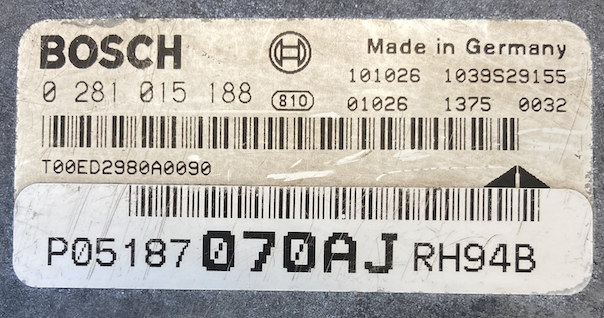 BOSCH Made in Germany
0 281 015 188 810 101026 1039S29155
01026 1375 0032
T00ED2980A0090
P05187070AJ RH94B